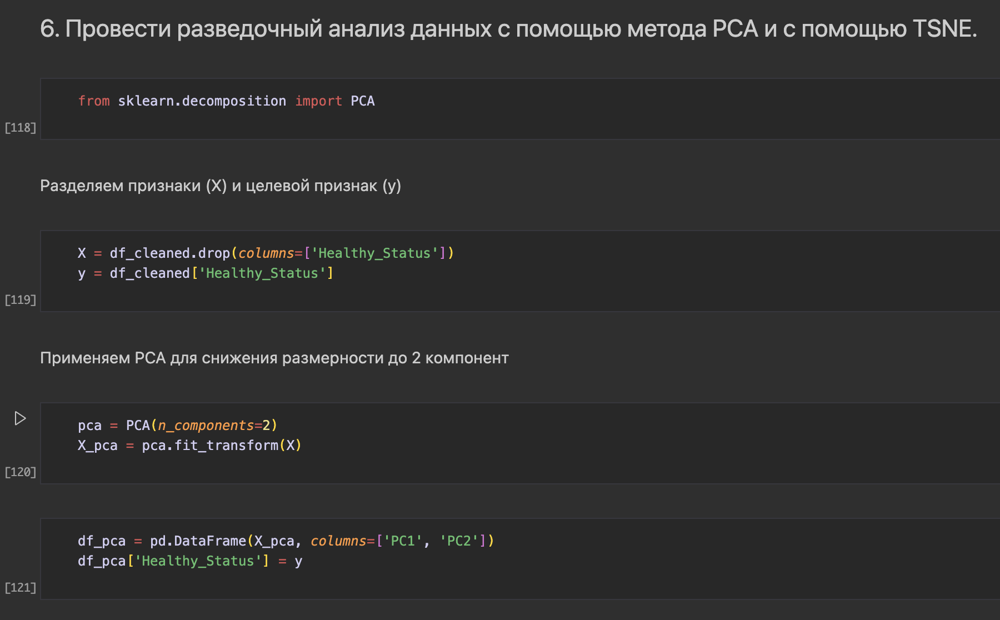 6. Провести разведочный анализ данных с помощью метода PCA и с помощью TSNE.
from sklearn.decomposition import PCA
[118]
Разделяем признаки (X) и целевой признак (y)
X = df_cleaned.drop(columns=['Healthy_Status'])
y = df_cleaned['Healthy_Status']
[119]
Применяем PCA для снижения размерности до 2 компонент
pca = PCA(n_components=2)
X_pca = pca.fit_transform(X)
[120]
df_pca = pd.DataFrame(X_pca, columns=['PC1', 'PC2'])
df_pca['Healthy_Status'] = y
[121]